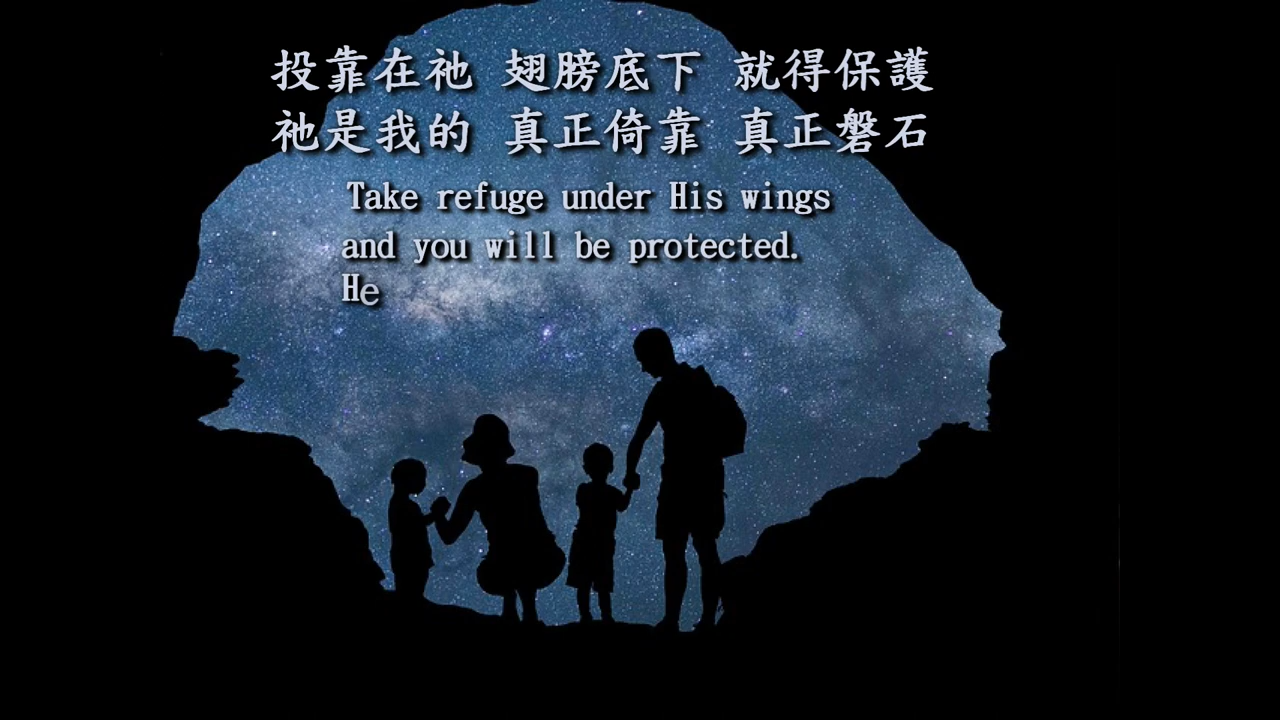 投靠在祂 翅膀底下 就得保護
祂是我的 真正倚靠 真正磐石
Take refuge under His wings
and you will be protected.
He